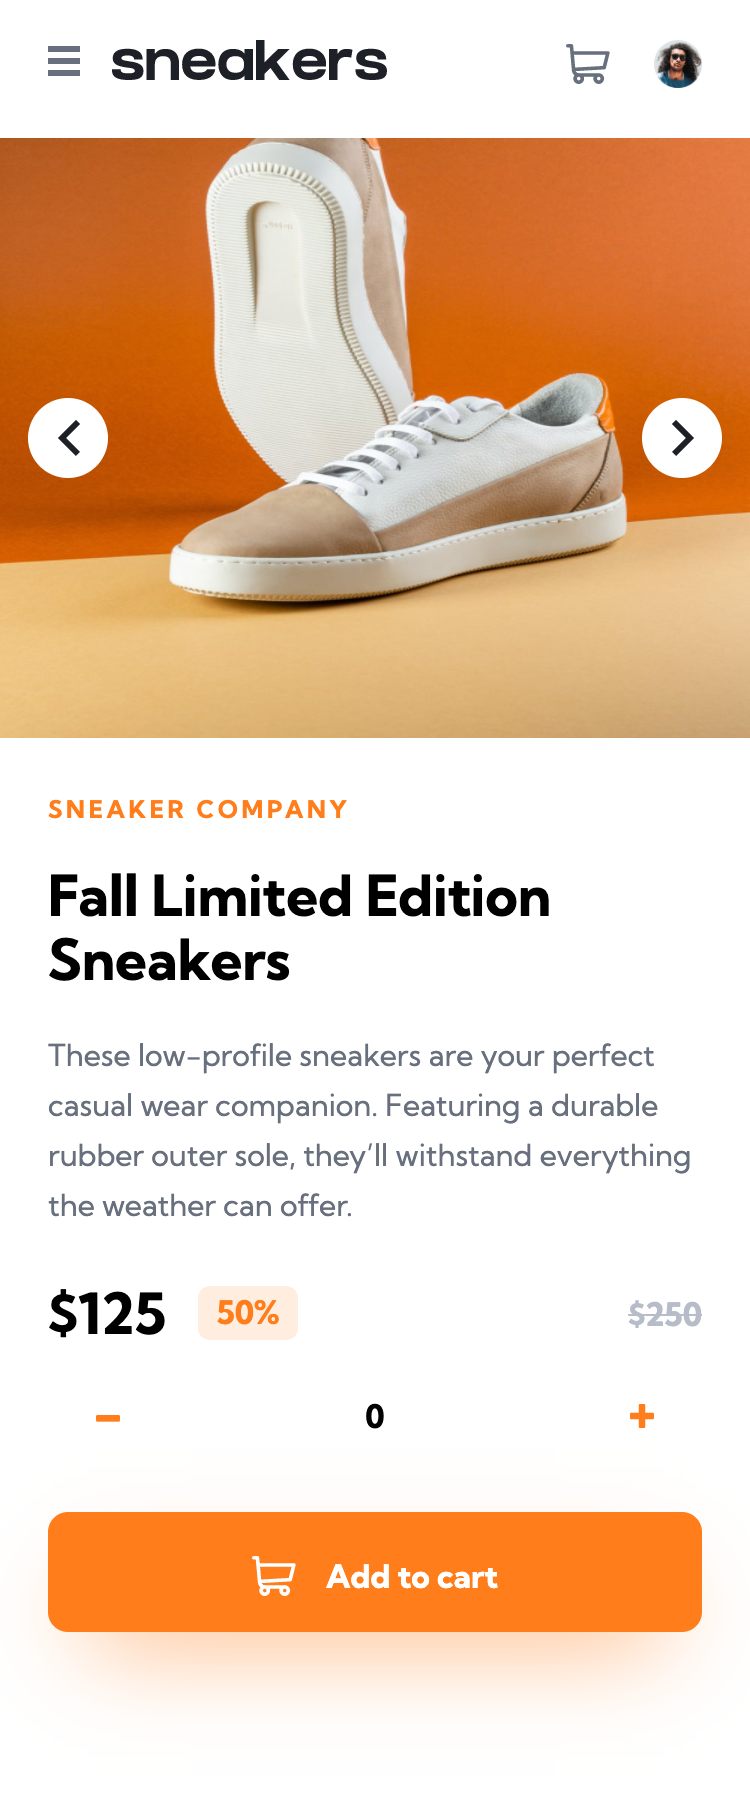 sneakers
SNEAKER COMPANY
Fall Limited Edition
Sneakers
These low-profile sneakers are your perfect
casual wear companion. Featuring a durable
rubber outer sole, they’ll withstand everything
the weather can offer.
$125 50% $250
0
Add to cart